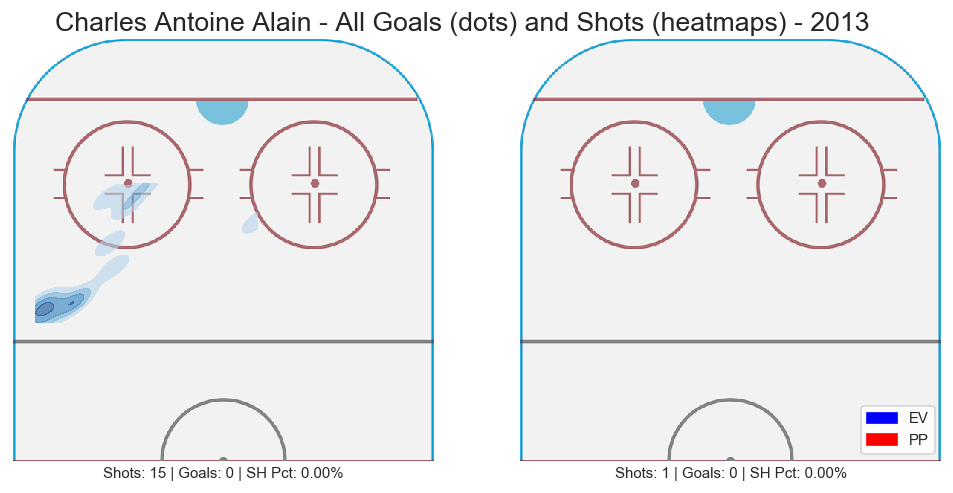 Charles Antoine Alain - All Goals (dots) and Shots (heatmaps) - 2013
EV
PP
Shots: 15 | Goals: 0 | SH Pct: 0.00%
Shots: 1 | Goals: 0 | SH Pct: 0.00%